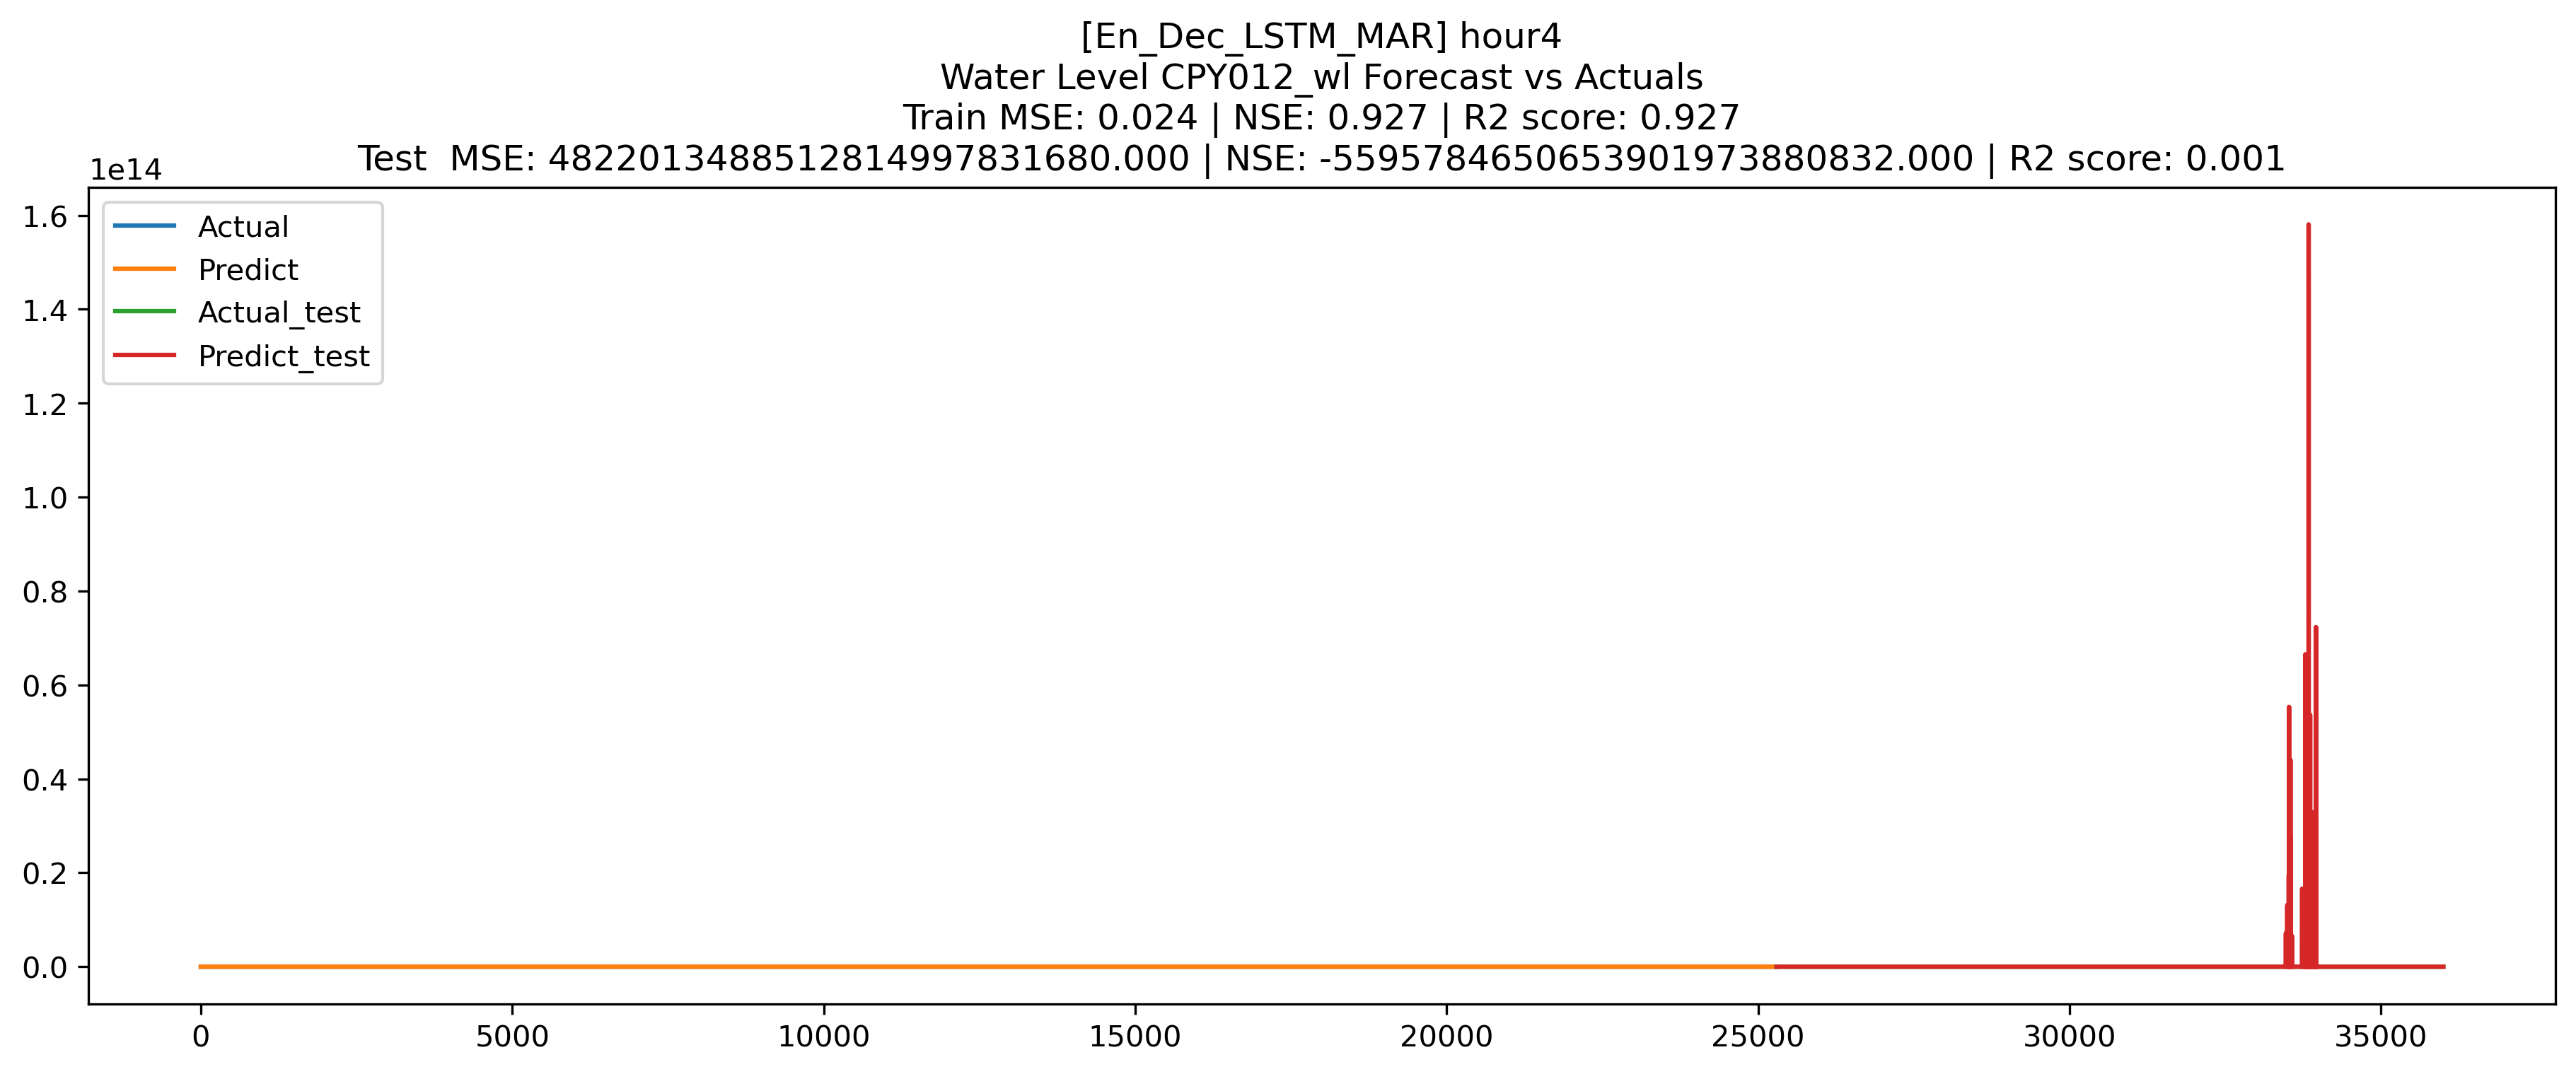 [En_Dec_LSTM_MAR] hour4
Water Level CPY012_wl Forecast vs Actuals
Train MSE: 0.024 | NSE: 0.927 | R2 score: 0.927
Test  MSE: 4822013488512814997831680.000 | NSE: -5595784650653901973880832.000 | R2 score: 0.001
1e14
1.6
1.4
1.2
1.0
0.8
0.6
0.4
0.2
0.0
Actual
Predict
Actual_test
Predict_test
0 5000 10000 15000 20000 25000 30000 35000